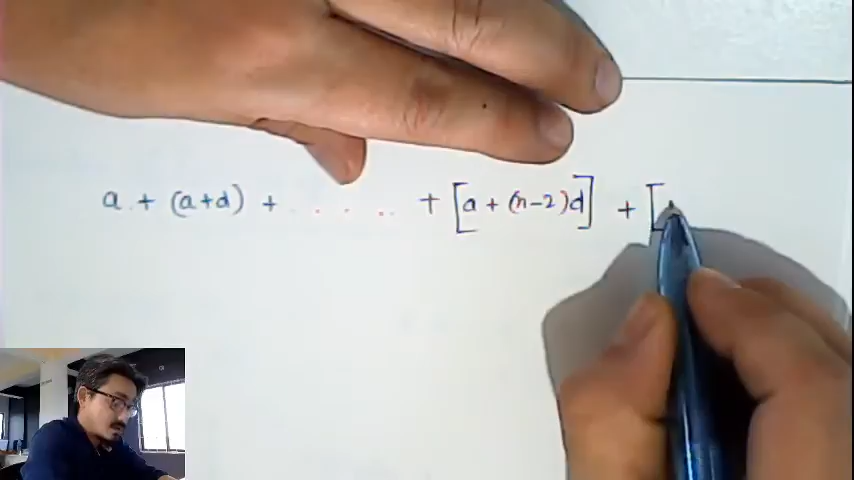 a + (a+d) + ..... + [a + (n-2)d] + [